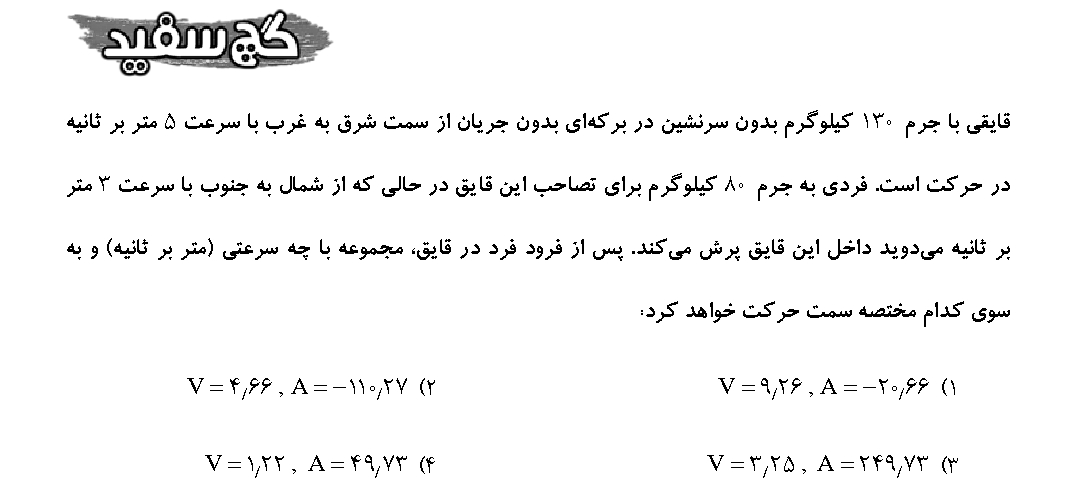 گچ سفید
قایقی با جرم ۱۳۰ کیلوگرم بدون سرنشین در برکه‌ای بدون جریان از سمت شرق به غرب با سرعت ۵ متر بر ثانیه
در حرکت است. فردی به جرم ۸۰ کیلوگرم برای تصاحب این قایق در حالی که از شمال به جنوب با سرعت ۳ متر
بر ثانیه می‌دوید داخل این قایق پرش می‌کند. پس از فرود فرد در قایق، مجموعه با چه سرعتی (متر بر ثانیه) و به
سوی کدام مختصه سمت حرکت خواهد کرد:
۱) V = ۹٫۲۶ , A = −۲۰٫۶۶ ۲) V = ۴٫۶۶ , A = −۱۱۰٫۲۷
۳) V = ۳٫۲۵ , A = ۲۴۹٫۷۳ ۴) V = ۱٫۲۲ , A = ۴۹٫۷۳